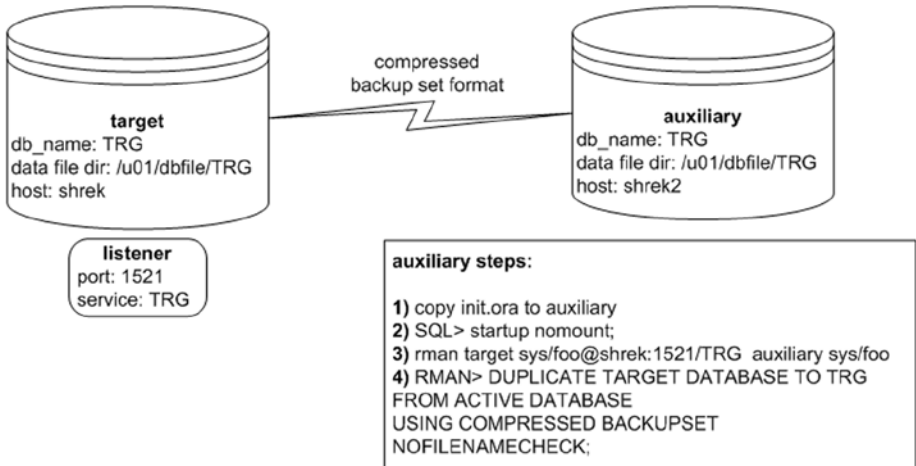 compressed
backup set format
target
db_name: TRG
data file dir: /u01/dbfile/TRG
host: shrek
auxiliary
db_name: TRG
data file dir: /u01/dbfile/TRG
host: shrek2
listener
port: 1521
service: TRG
auxiliary steps:
1) copy init.ora to auxiliary
2) SQL> startup nomount;
3) rman target sys/foo@shrek:1521/TRG auxiliary sys/foo
4) RMAN> DUPLICATE TARGET DATABASE TO TRG
FROM ACTIVE DATABASE
USING COMPRESSED BACKUPSET
NOFILENAMECHECK;